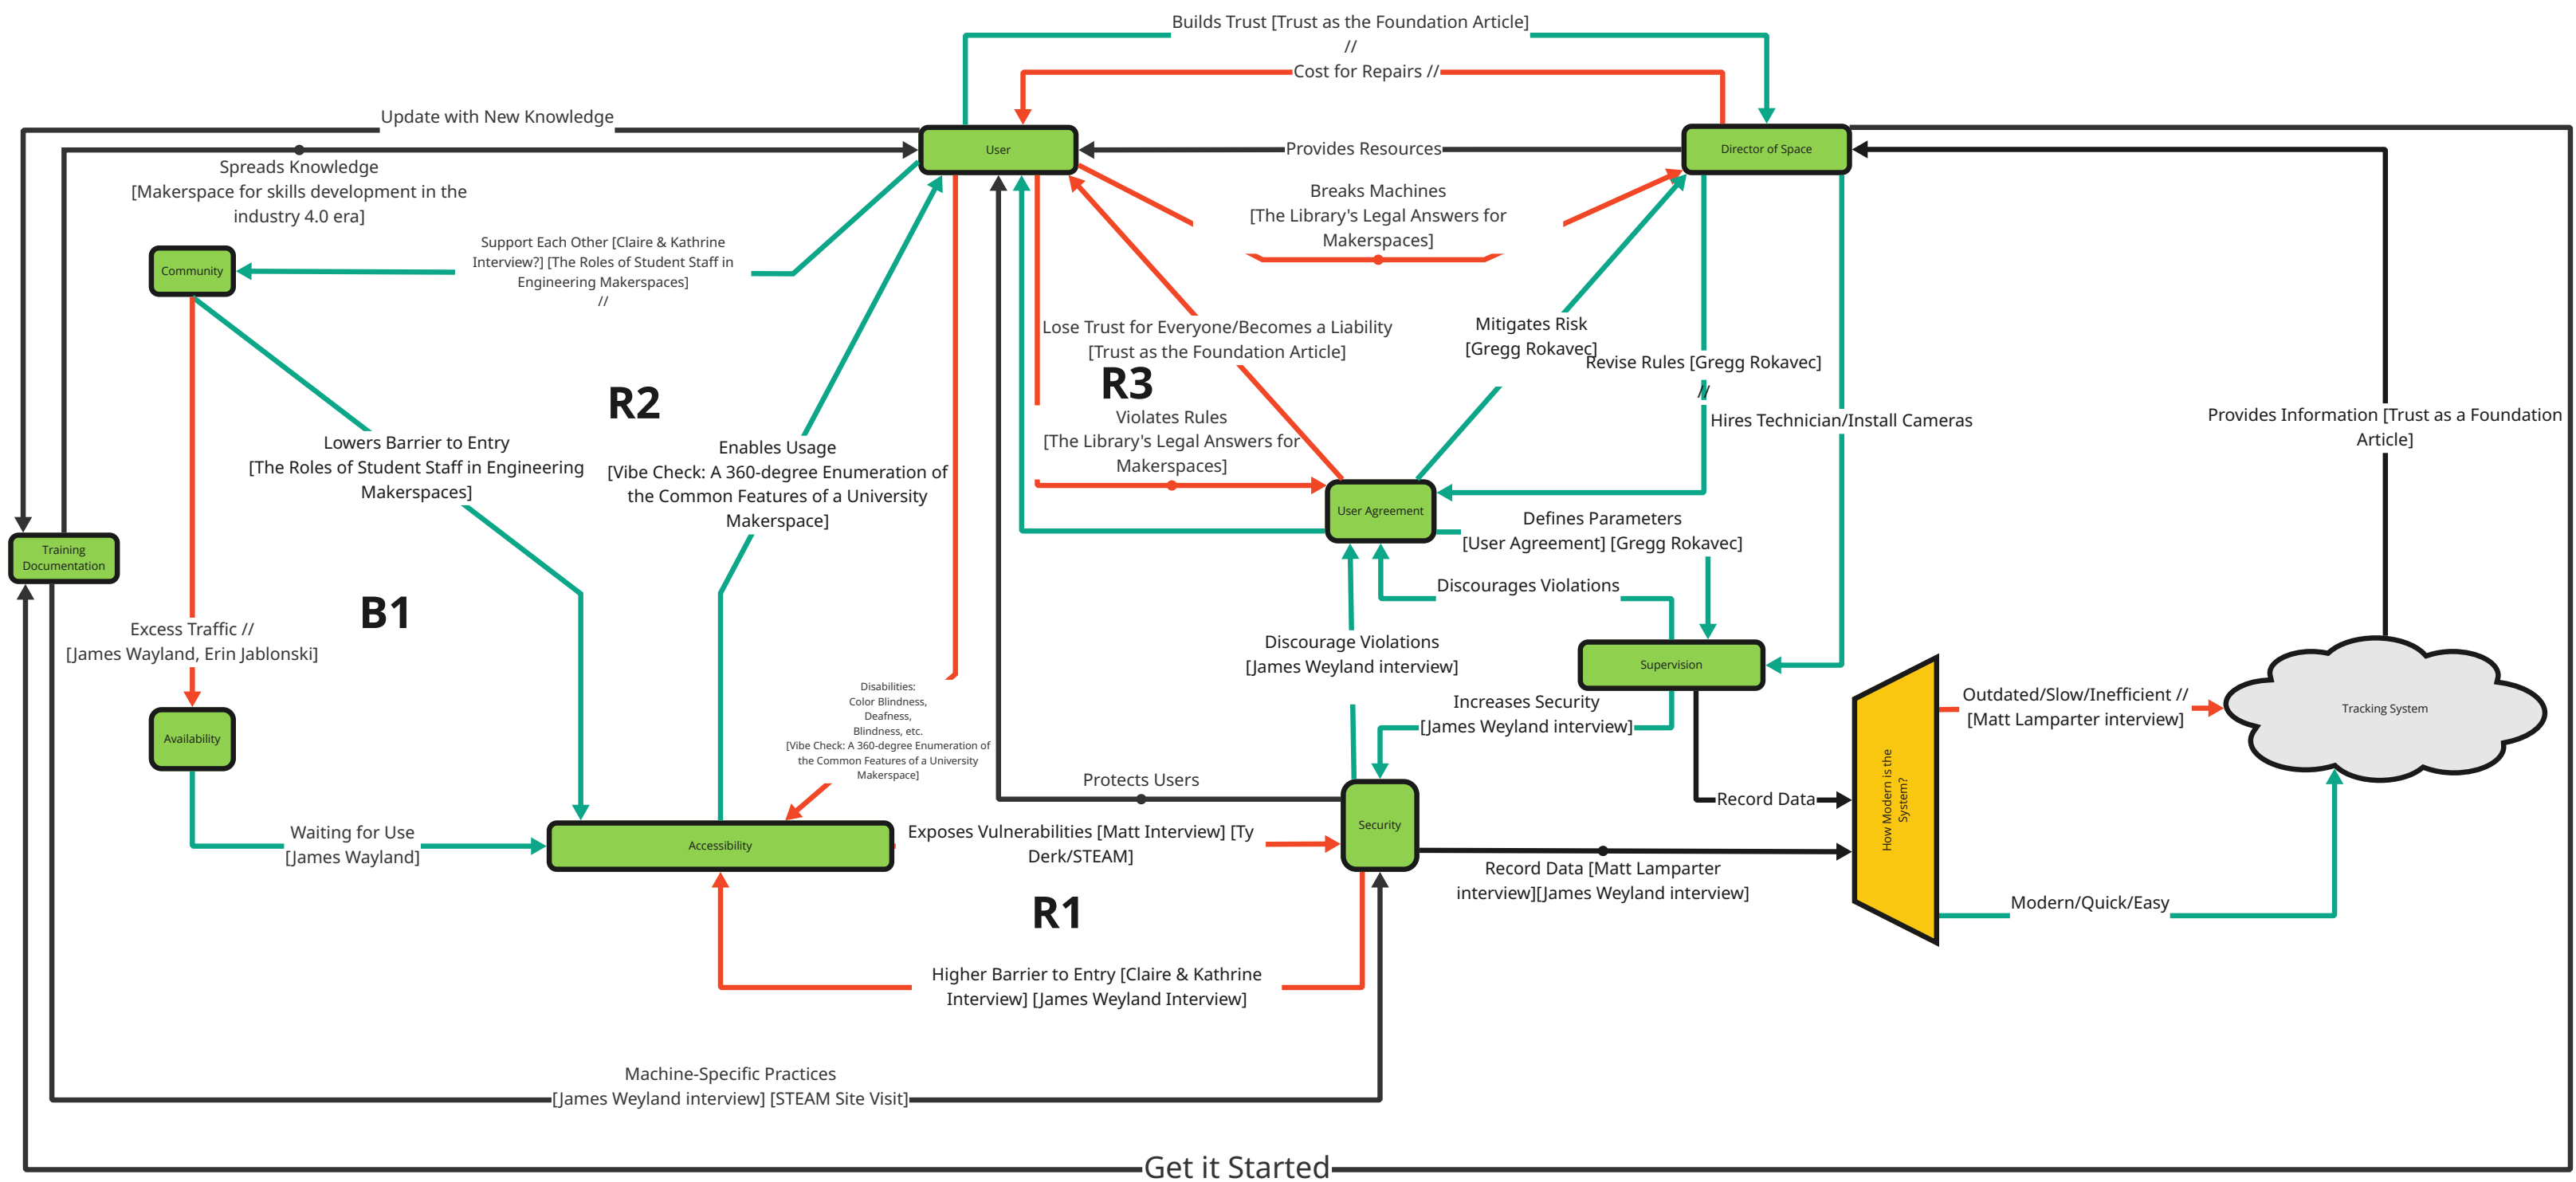 Builds Trust [Trust as the Foundation Article]
//
Cost for Repairs //
Update with New Knowledge
User
Provides Resources
Director of Space
Spreads Knowledge
[Makerspace for skills development in the
industry 4.0 era]
Breaks Machines
[The Library's Legal Answers for
Makerspaces]
Community
Support Each Other [Claire & Kathrine
Interview?] [The Roles of Student Staff in
Engineering Makerspaces]
//
Lose Trust for Everyone/Becomes a Liability
[Trust as the Foundation Article]
Mitigates Risk
[Gregg Rokavec]
Revise Rules [Gregg Rokavec]
//
R2
R3
Violates Rules
[The Library's Legal Answers for
Makerspaces]
Hires Technician/Install Cameras
Provides Information [Trust as a Foundation
Article]
Lowers Barrier to Entry
[The Roles of Student Staff in Engineering
Makerspaces]
Enables Usage
[Vibe Check: A 360-degree Enumeration of
the Common Features of a University
Makerspace]
User Agreement
Defines Parameters
[User Agreement] [Gregg Rokavec]
Training
Documentation
Discourages Violations
B1
Excess Traffic //
[James Wayland, Erin Jablonski]
Discourage Violations
[James Weyland interview]
Supervision
Disabilities:
Color Blindness,
Deafness,
Blindness, etc.
[Vibe Check: A 360-degree Enumeration of
the Common Features of a University
Makerspace]
Increases Security
[James Weyland interview]
Outdated/Slow/Inefficient //
[Matt Lamparter interview]
Tracking System
Availability
How Modern is the
System?
Protects Users
Record Data
Waiting for Use
[James Wayland]
Accessibility
Exposes Vulnerabilities [Matt Interview] [Ty
Derk/STEAM]
Security
Record Data [Matt Lamparter
interview][James Weyland interview]
Modern/Quick/Easy
R1
Higher Barrier to Entry [Claire & Kathrine
Interview] [James Weyland Interview]
Machine-Specific Practices
[James Weyland interview] [STEAM Site Visit]
Get it Started